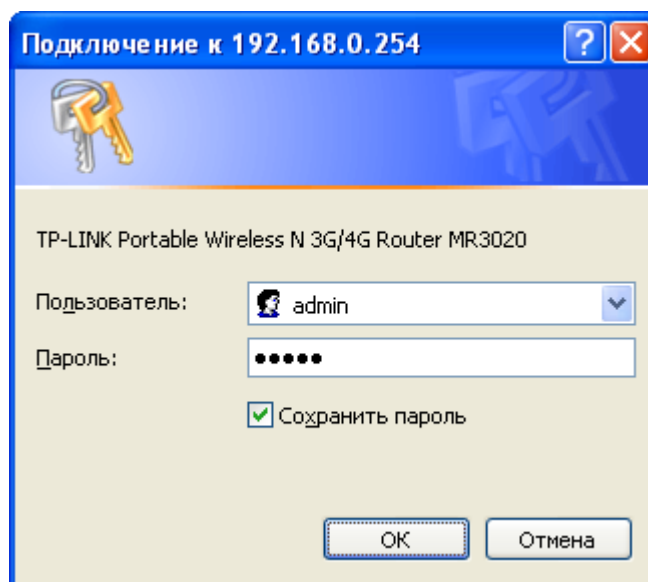 Подключение к 192.168.0.254
TP-LINK Portable Wireless N 3G/4G Router MR3020
Пользователь: admin
Пароль: •••••
Сохранить пароль
OK Отмена